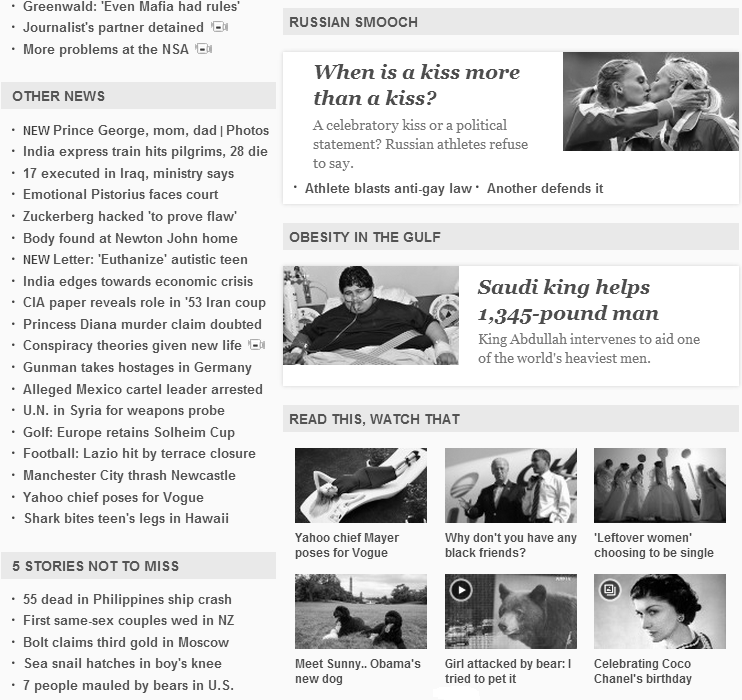 Greenwald: 'Even Mafia had rules'
Journalist's partner detained
More problems at the NSA
OTHER NEWS
NEW Prince George, mom, dad | Photos
India express train hits pilgrims, 28 die
17 executed in Iraq, ministry says
Emotional Pistorius faces court
Zuckerberg hacked 'to prove flaw'
Body found at Newton John home
NEW Letter: 'Euthanize' autistic teen
India edges towards economic crisis
CIA paper reveals role in '53 Iran coup
Princess Diana murder claim doubted
Conspiracy theories given new life
Gunman takes hostages in Germany
Alleged Mexico cartel leader arrested
U.N. in Syria for weapons probe
Golf: Europe retains Solheim Cup
Football: Lazio hit by terrace closure
Manchester City thrash Newcastle
Yahoo chief poses for Vogue
Shark bites teen's legs in Hawaii
5 STORIES NOT TO MISS
55 dead in Philippines ship crash
First same-sex couples wed in NZ
Bolt claims third gold in Moscow
Sea snail hatches in boy's knee
7 people mauled by bears in U.S.
RUSSIAN SMOOCH
When is a kiss more
than a kiss?
A celebratory kiss or a political
statement? Russian athletes refuse
to say.
Athlete blasts anti-gay law · Another defends it
OBESITY IN THE GULF
Saudi king helps
1,345-pound man
King Abdullah intervenes to aid one
of the world's heaviest men.
READ THIS, WATCH THAT
Yahoo chief Mayer
poses for Vogue
Why don't you have any
black friends?
'Leftover women'
choosing to be single
Meet Sunny.. Obama's
new dog
Girl attacked by bear: I
tried to pet it
Celebrating Coco
Chanel's birthday